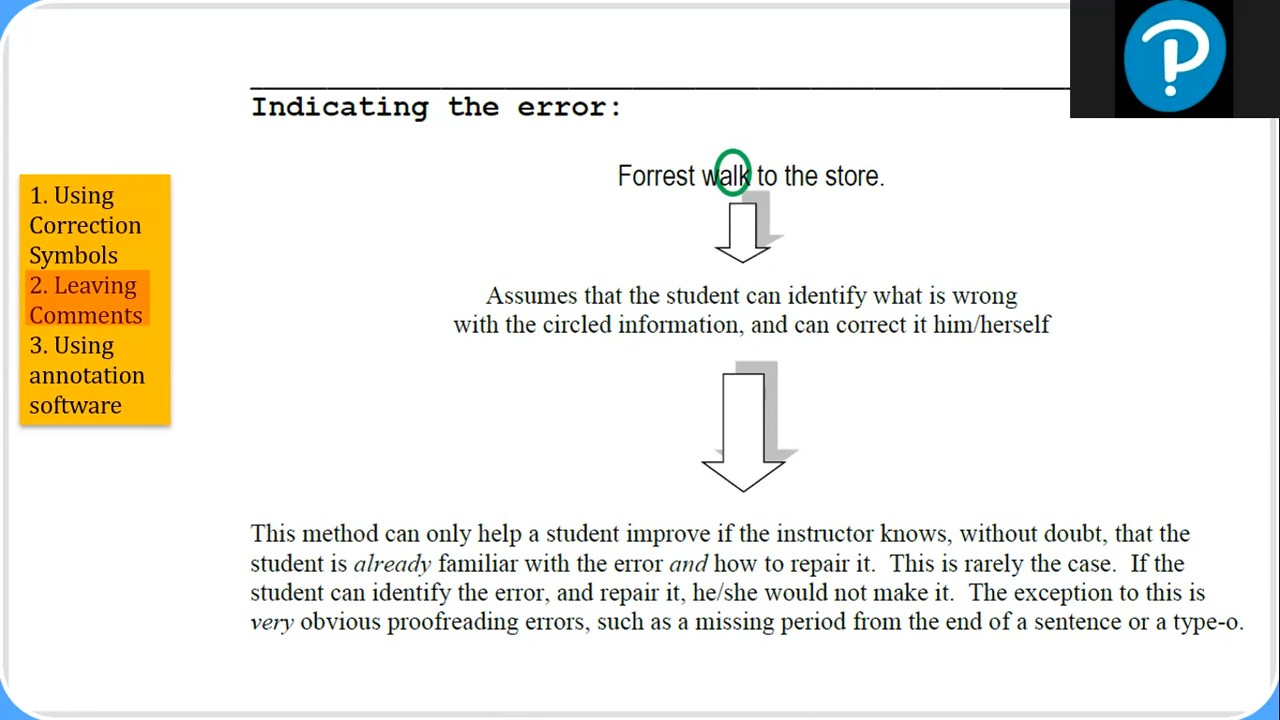 Indicating the error:
Forrest walk to the store.
1. Using
Correction
Symbols
2. Leaving
Comments
3. Using
annotation
software
Assumes that the student can identify what is wrong
with the circled information, and can correct it him/herself
This method can only help a student improve if the instructor knows, without doubt, that the
student is already familiar with the error and how to repair it.  This is rarely the case.  If the
student can identify the error, and repair it, he/she would not make it.  The exception to this is
very obvious proofreading errors, such as a missing period from the end of a sentence or a type-o.